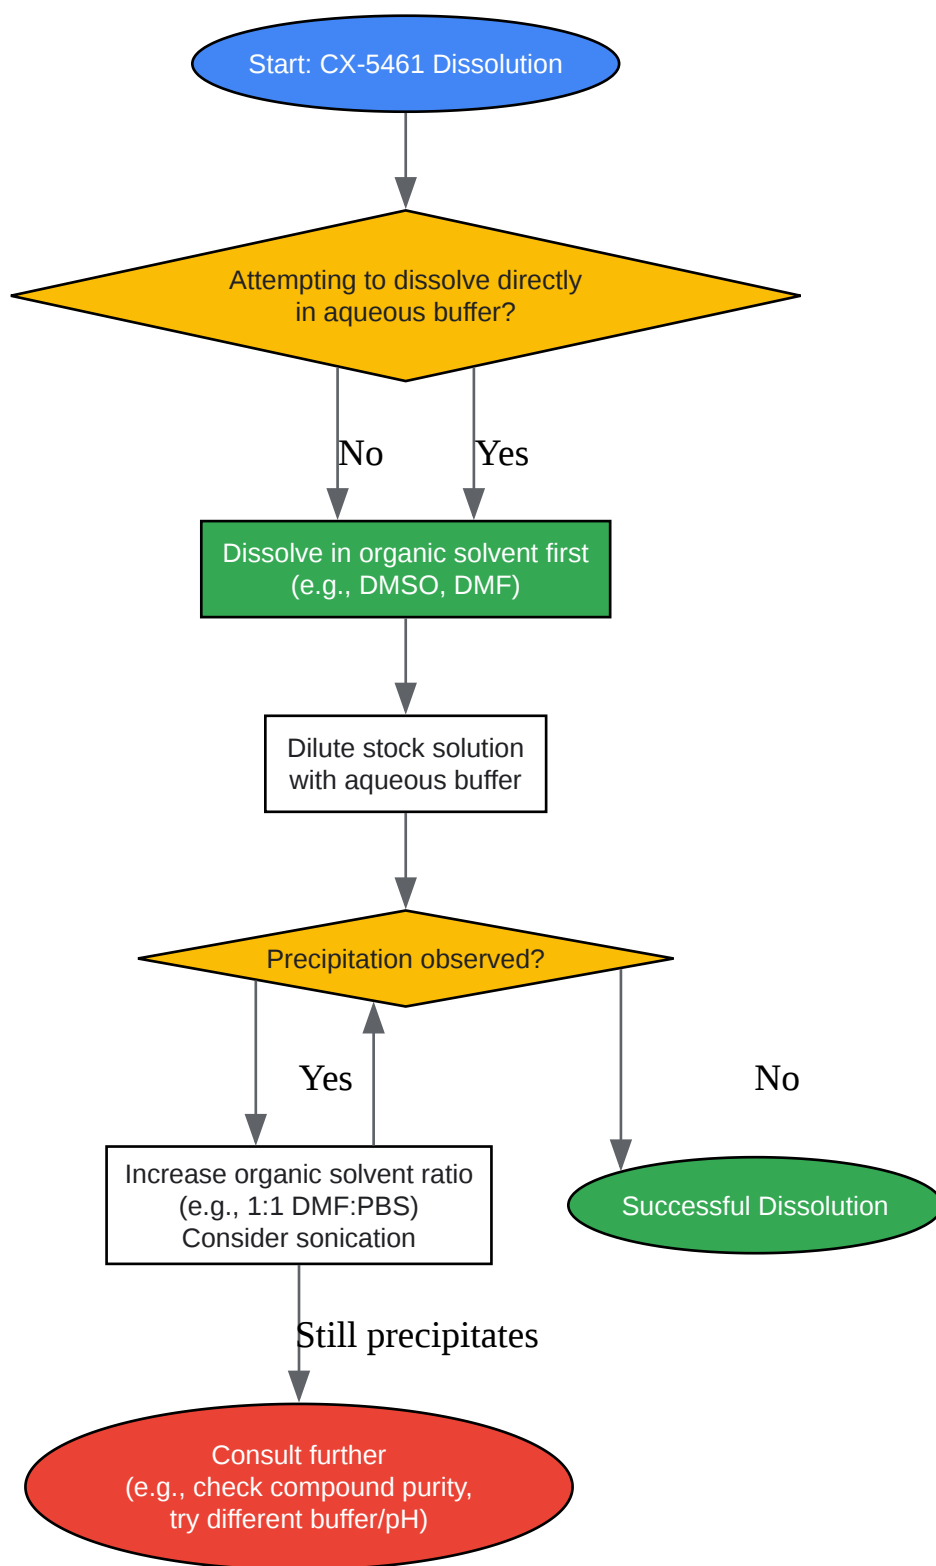 Start: CX-5461 Dissolution
Attempting to dissolve directly
in aqueous buffer?
No
Yes
Dissolve in organic solvent first
(e.g., DMSO, DMF)
Dilute stock solution
with aqueous buffer
Precipitation observed?
Yes
No
Increase organic solvent ratio
(e.g., 1:1 DMF:PBS)
Consider sonication
Successful Dissolution
Still precipitates
Consult further
(e.g., check compound purity,
try different buffer/pH)